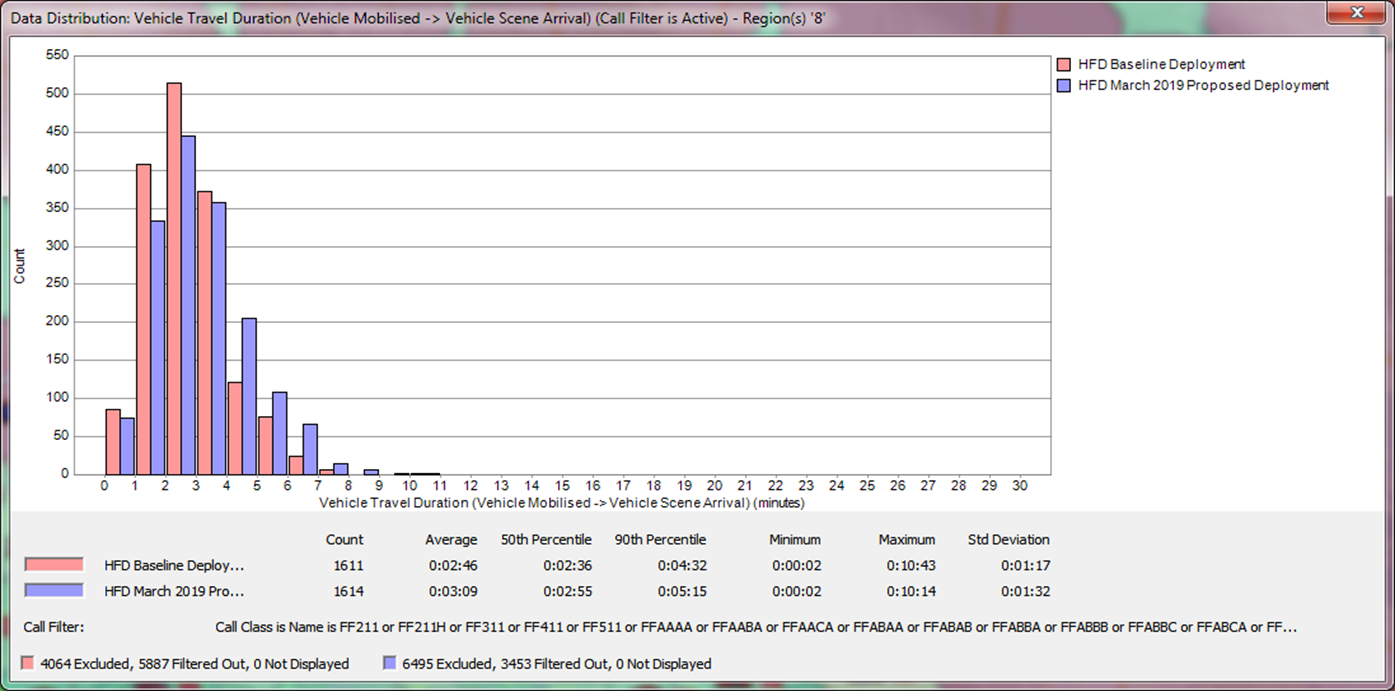 Data Distribution: Vehicle Travel Duration (Vehicle Mobilised -> Vehicle Scene Arrival) (Call Filter is Active) - Region(s) '8'
HFD Baseline Deployment
HFD March 2019 Proposed Deployment
550
500
450
400
350
300
250
200
150
100
50
0
Count
0 1 2 3 4 5 6 7 8 9 10 11 12 13 14 15 16 17 18 19 20 21 22 23 24 25 26 27 28 29 30
Vehicle Travel Duration (Vehicle Mobilised -> Vehicle Scene Arrival) (minutes)
Count Average 50th Percentile 90th Percentile Minimum Maximum Std Deviation
HFD Baseline Deploy... 1611 0:02:46 0:02:36 0:04:32 0:00:02 0:10:43 0:01:17
HFD March 2019 Pro... 1614 0:03:09 0:02:55 0:05:15 0:00:02 0:10:14 0:01:32
Call Filter: Call Class is Name is FF211 or FF211H or FF311 or FF411 or FF511 or FFAAAA or FFAABA or FFAACA or FFABAA or FFABAB or FFABBA or FFABBB or FFABBC or FFABCA or FF...
4064 Excluded, 5887 Filtered Out, 0 Not Displayed 6495 Excluded, 3453 Filtered Out, 0 Not Displayed